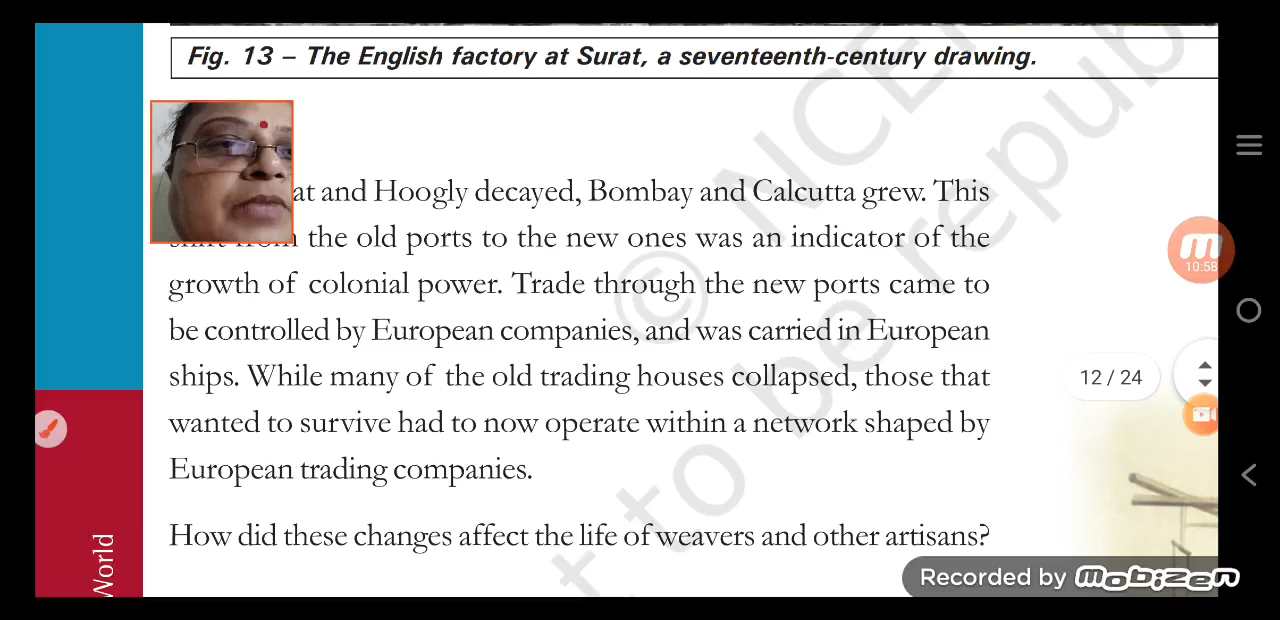 Fig. 13 – The English factory at Surat, a seventeenth-century drawing.
at and Hoogly decayed, Bombay and Calcutta grew. This
the old ports to the new ones was an indicator of the
growth of colonial power. Trade through the new ports came to
be controlled by European companies, and was carried in European
ships. While many of the old trading houses collapsed, those that
wanted to survive had to now operate within a network shaped by
European trading companies.
How did these changes affect the life of weavers and other artisans?
World
© NCE
to be repub
10:58
12 / 24
Recorded by mobizen